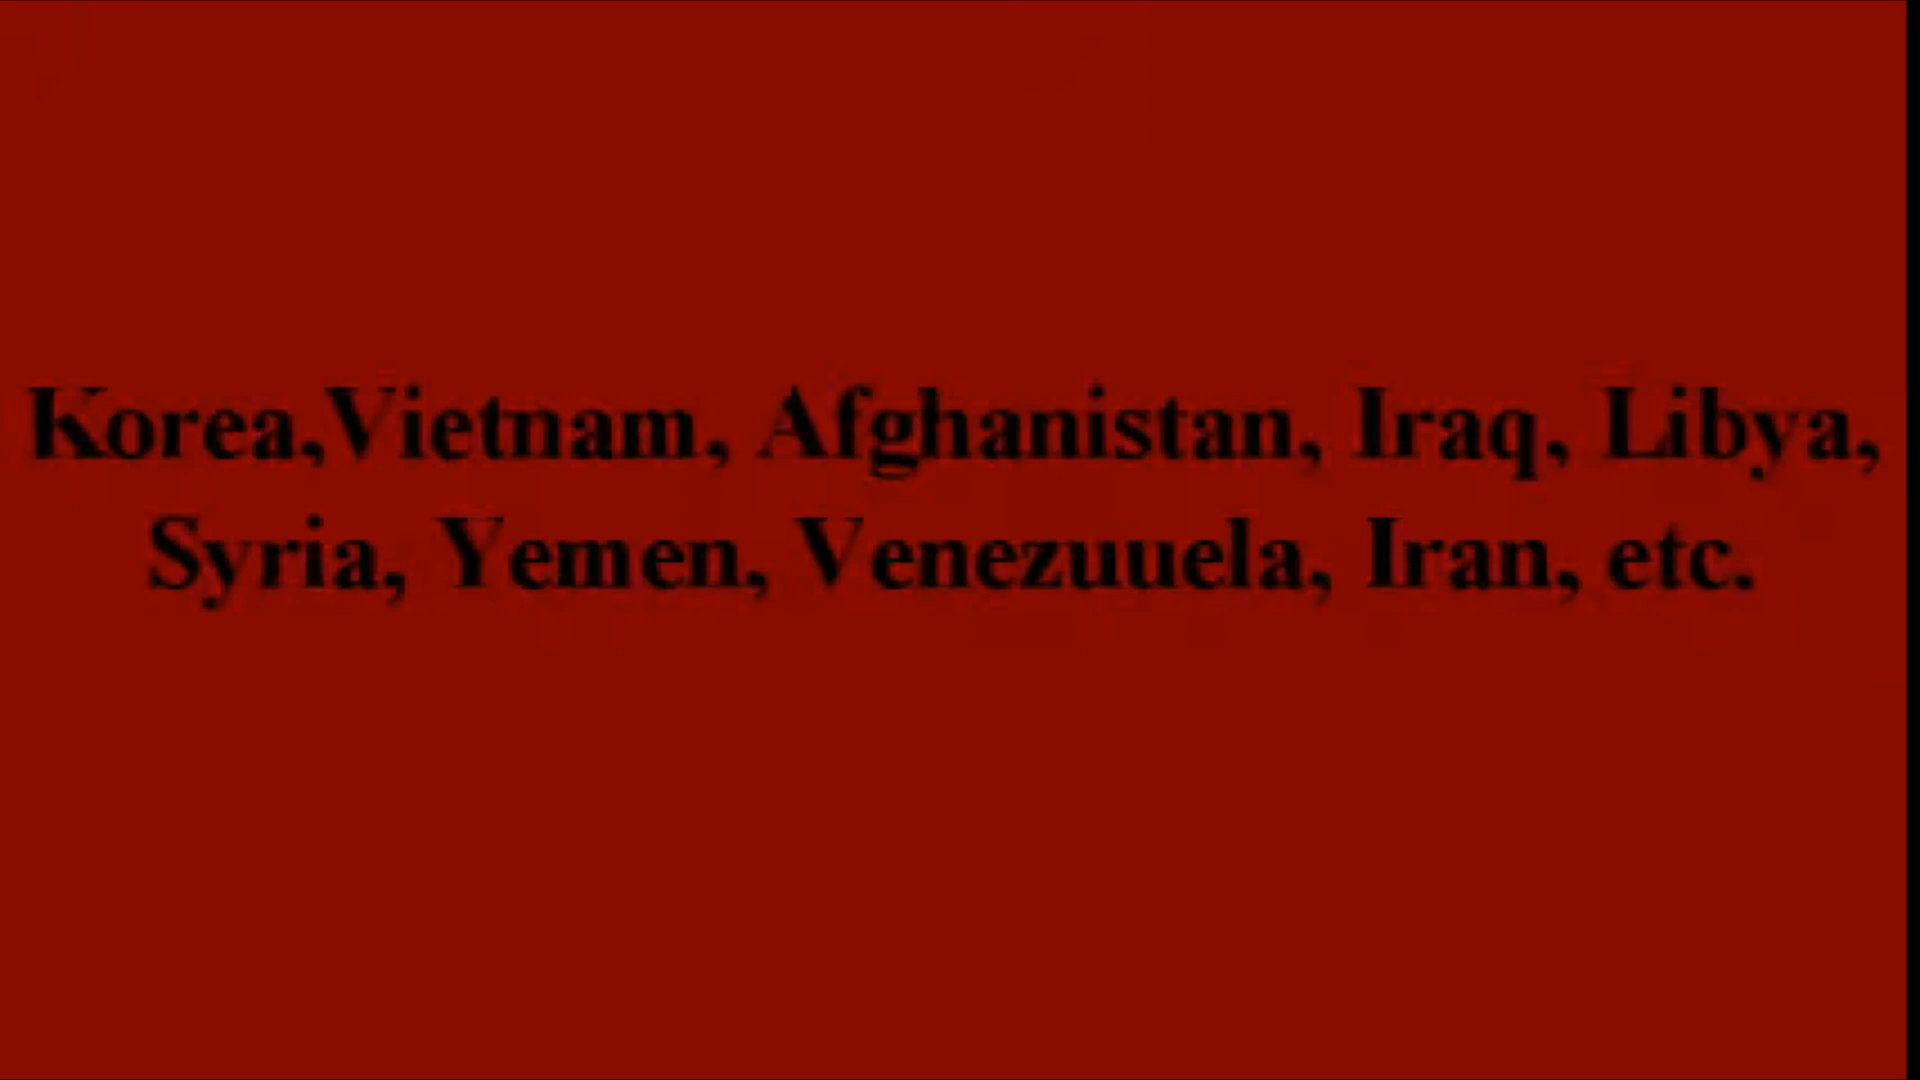 Korea,Vietnam, Afghanistan, Iraq, Libya,
Syria, Yemen, Venezuuela, Iran, etc.